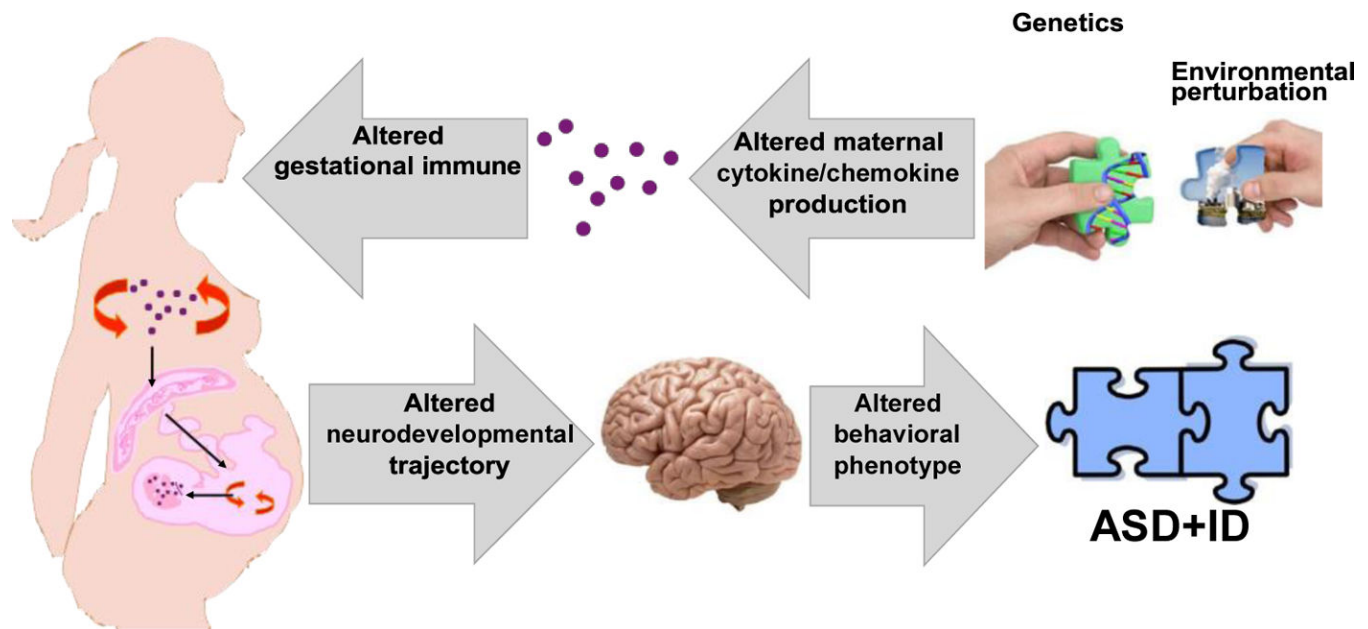 Genetics
Environmental
perturbation
Altered
gestational immune
Altered maternal
cytokine/chemokine
production
Altered
neurodevelopmental
trajectory
Altered
behavioral
phenotype
ASD+ID